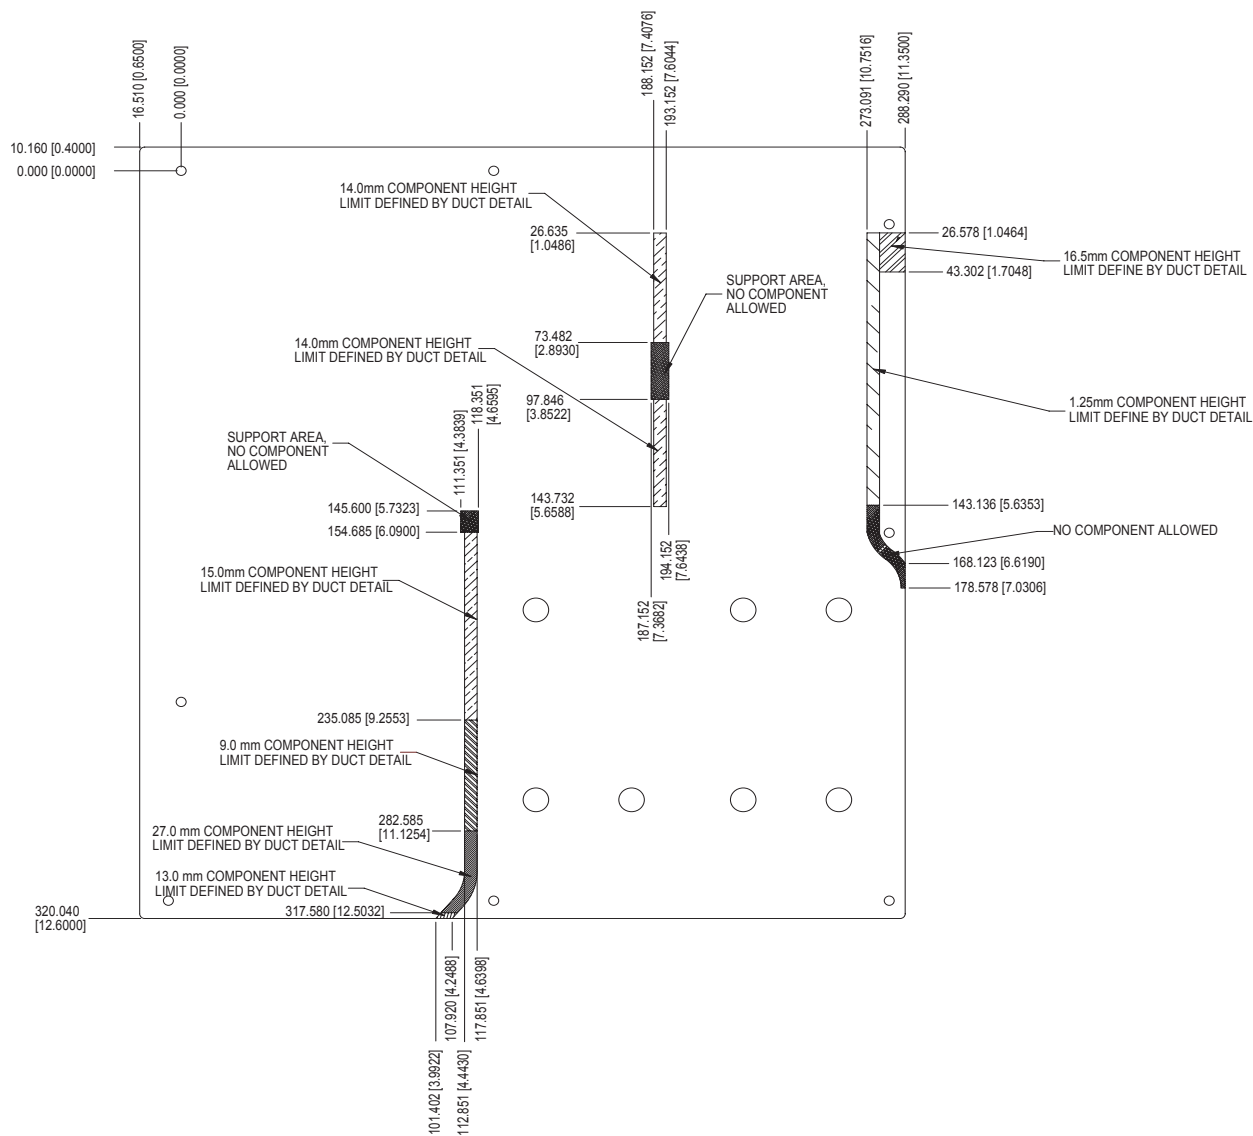 16.510 [0.6500]
0.000 [0.0000]
188.152 [7.4076]
193.152 [7.6044]
273.091 [10.7516]
288.290 [11.3500]
10.160 [0.4000]
0.000 [0.0000]
14.0mm COMPONENT HEIGHT
LIMIT DEFINED BY DUCT DETAIL
26.635
[1.0486]
26.578 [1.0464]
16.5mm COMPONENT HEIGHT
LIMIT DEFINE BY DUCT DETAIL
43.302 [1.7048]
SUPPORT AREA,
NO COMPONENT
ALLOWED
73.482
[2.8930]
14.0mm COMPONENT HEIGHT
LIMIT DEFINED BY DUCT DETAIL
97.846
[3.8522]
1.25mm COMPONENT HEIGHT
LIMIT DEFINE BY DUCT DETAIL
111.351 [4.3839]
118.351
[4.6595]
SUPPORT AREA,
NO COMPONENT
ALLOWED
143.732
[5.6588]
145.600 [5.7323]
154.685 [6.0900]
143.136 [5.6353]
NO COMPONENT ALLOWED
168.123 [6.6190]
178.578 [7.0306]
194.152
[7.6438]
187.152
[7.3682]
15.0mm COMPONENT HEIGHT
LIMIT DEFINED BY DUCT DETAIL
235.085 [9.2553]
9.0 mm COMPONENT HEIGHT
LIMIT DEFINED BY DUCT DETAIL
282.585
[11.1254]
27.0 mm COMPONENT HEIGHT
LIMIT DEFINED BY DUCT DETAIL
13.0 mm COMPONENT HEIGHT
LIMIT DEFINED BY DUCT DETAIL
317.580 [12.5032]
320.040
[12.6000]
101.402 [3.9922]
107.920 [4.2488]
112.851 [4.4430]
117.851 [4.6398]